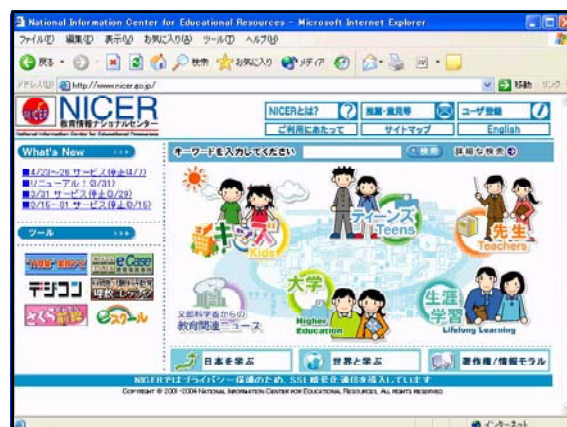 National Information Center for Educational Resources - Microsoft Internet Explorer
ファイル(F) 編集(E) 表示(V) お気に入り(A) ツール(T) ヘルプ(H)
戻る 検索 お気に入り メディア
アドレス(D) http://www.nicer.go.jp/ 移動 リンク
NICER
教育情報ナショナルセンター
National Information Center for Educational Resources
NICERとは? 推薦・意見等 ユーザ登録
ご利用にあたって サイトマップ English
What's New
キーワードを入力してください 検索 詳細な検索
■4/23~26 サービス停止(4/7)
■リニューアル!(3/31)
■3/31 サービス停止(3/29)
ツール
e Case
デジコン
eスクール
キッズ Kids
ティーンズ Teens
先生 Teachers
文部科学省からの
教育関連ニュース
大学
Higher Education
生涯学習
Lifelong Learning
日本を学ぶ 世界と学ぶ 著作権/情報モラル
NICERではプライバシー保護のため、SSL暗号化通信を導入しています
COPYRIGHT © 2001-2004 NATIONAL INFORMATION CENTER FOR EDUCATIONAL RESOURCES, ALL RIGHTS RESERVED.
インターネット